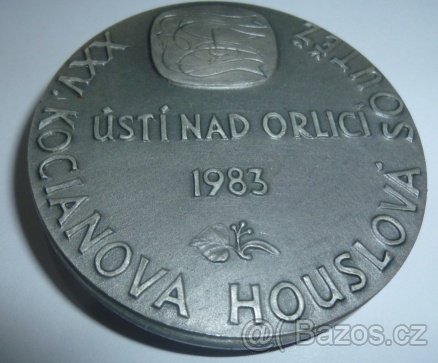 XXV. KOCIANOVA HOUSLOVÁ SOUTĚŽ
ÚSTÍ NAD ORLICÍ
1983
Bazos.cz